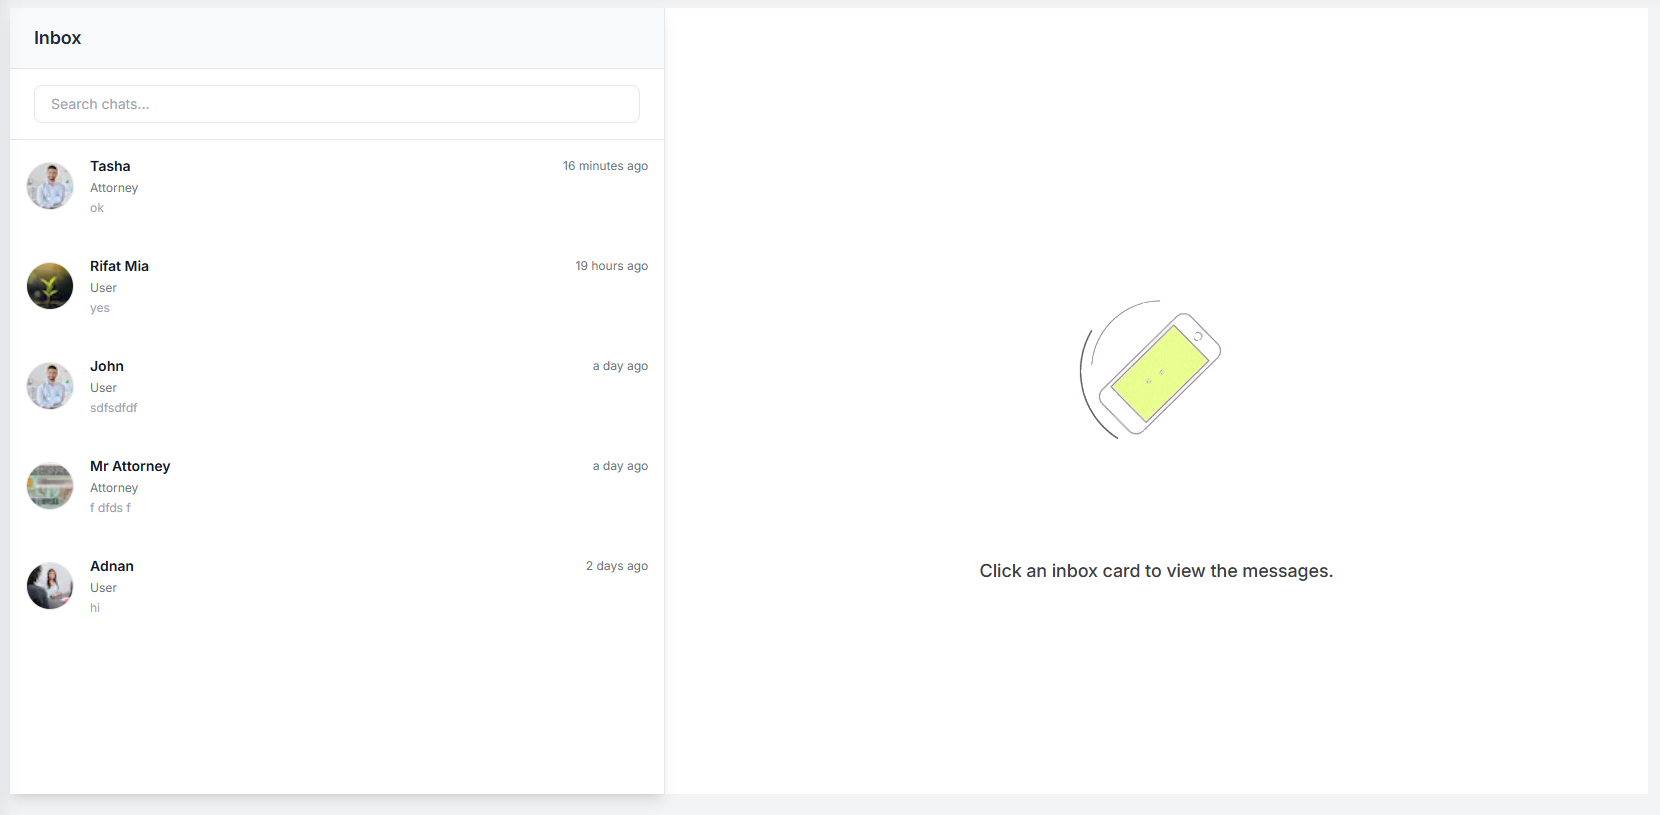 Inbox
Search chats...
Tasha 16 minutes ago
Attorney
ok
Rifat Mia 19 hours ago
User
yes
John a day ago
User
sdfsdfdf
Mr Attorney a day ago
Attorney
f dfds f
Adnan 2 days ago
User
hi
Click an inbox card to view the messages.